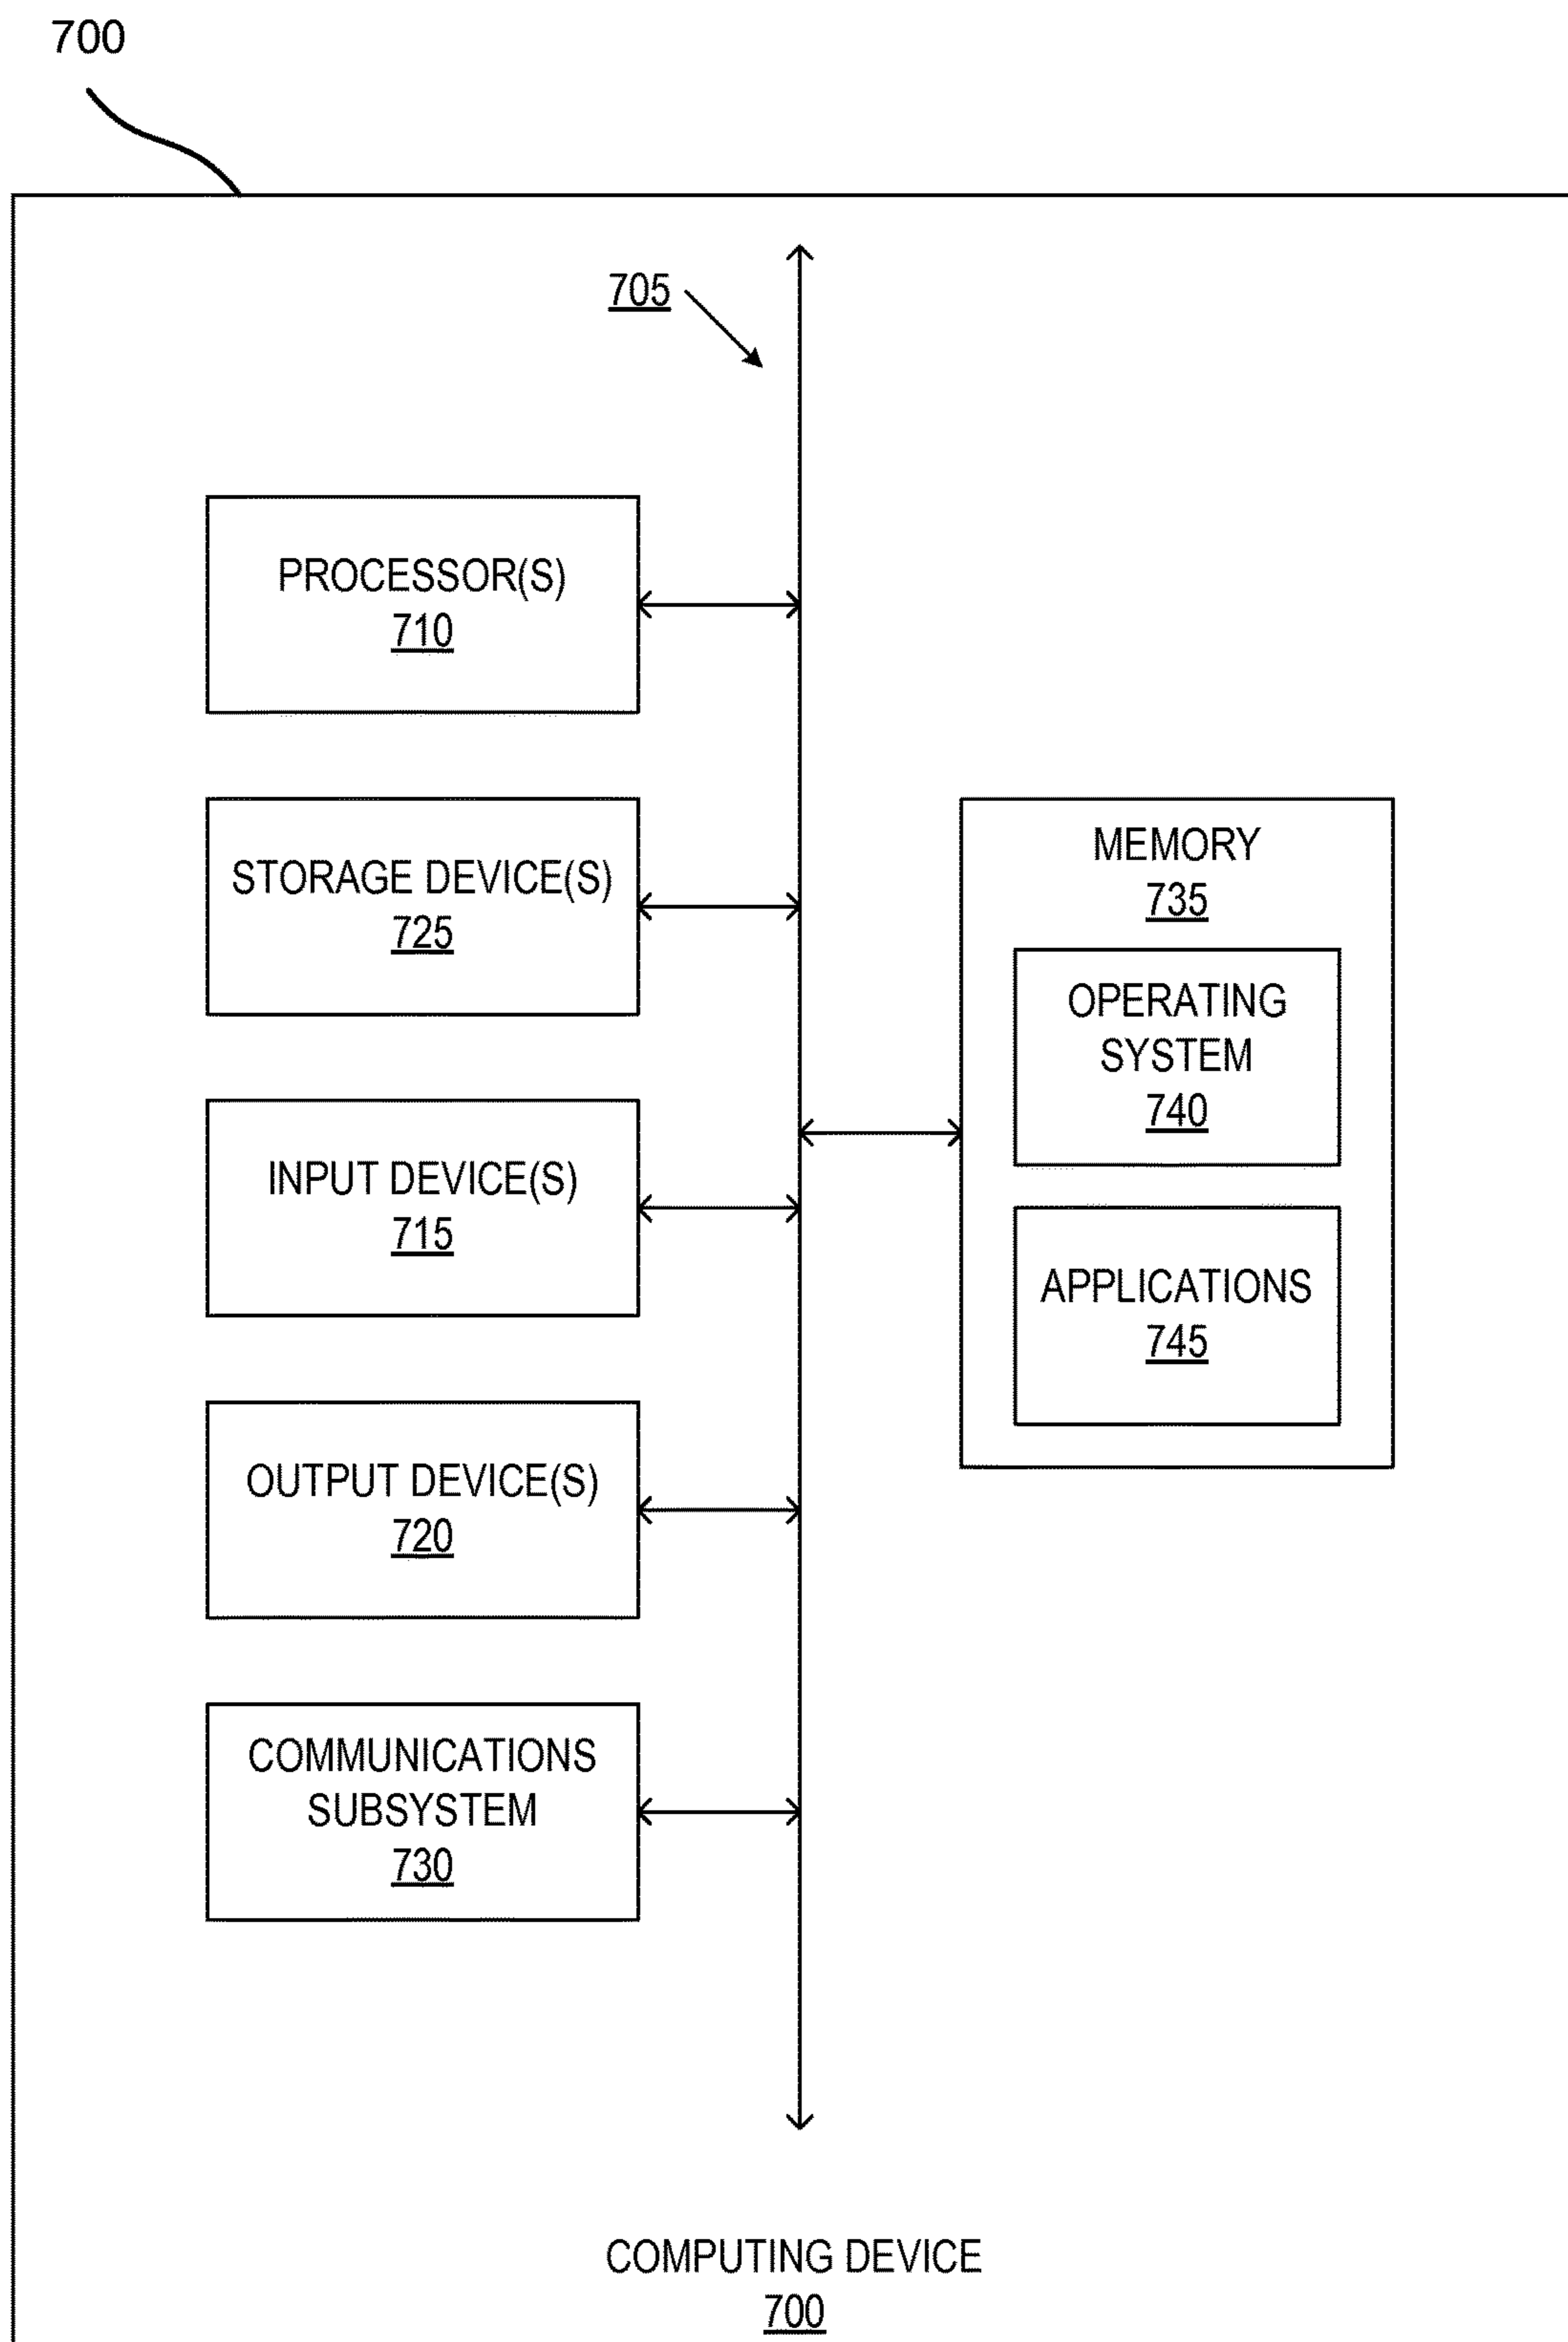 700
705
PROCESSOR(S)
710
STORAGE DEVICE(S)
725
INPUT DEVICE(S)
715
OUTPUT DEVICE(S)
720
COMMUNICATIONS
SUBSYSTEM
730
MEMORY
735
OPERATING
SYSTEM
740
APPLICATIONS
745
COMPUTING DEVICE
700